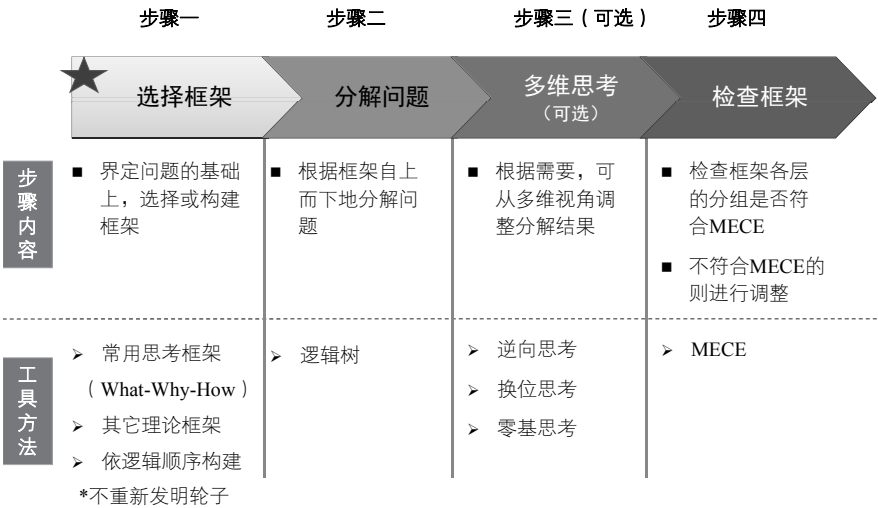 步骤一
步骤二
步骤三（可选）
步骤四
选择框架
分解问题
多维思考
（可选）
检查框架
步骤内容
■ 界定问题的基础
上，选择或构建
框架
■ 根据框架自上
而下地分解问
题
■ 根据需要，可
从多维视角调
整分解结果
■ 检查框架各层
的分组是否符
合MECE
■ 不符合MECE的
则进行调整
工具方法
➢ 常用思考框架
（What-Why-How）
➢ 其它理论框架
➢ 依逻辑顺序构建
*不重新发明轮子
➢ 逻辑树
➢ 逆向思考
➢ 换位思考
➢ 零基思考
➢ MECE